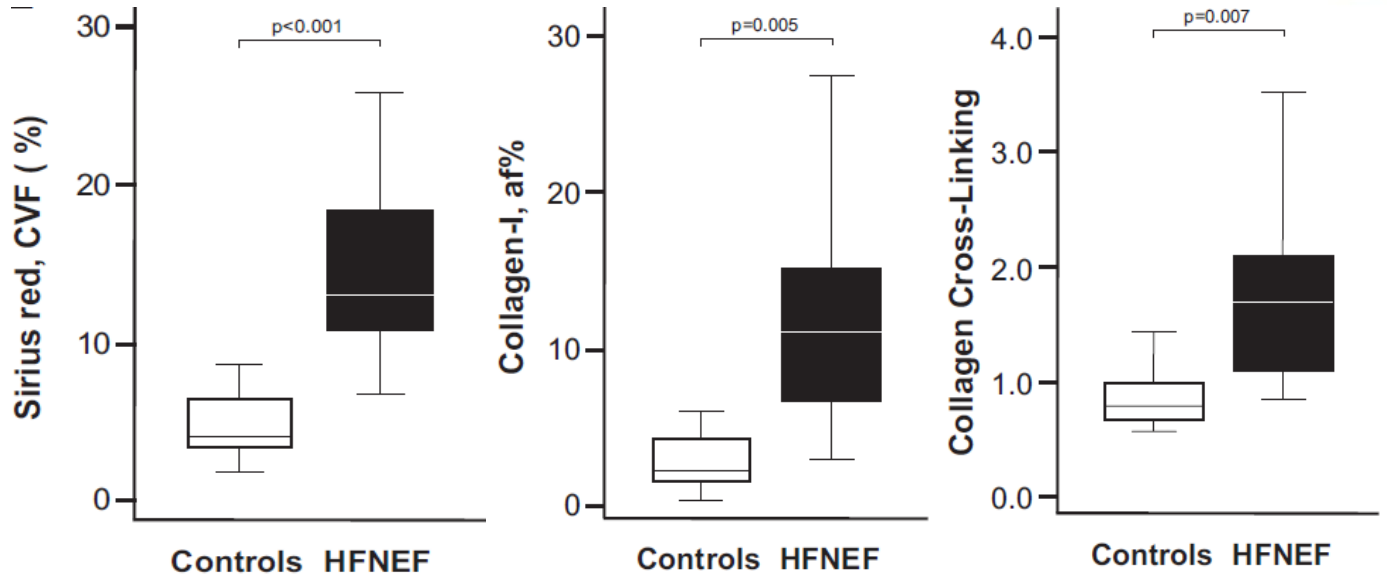 Sirius red, CVF ( %)
30
20
10
0
p<0.001
Controls HFNEF
Collagen-I, af%
30
20
10
0
p=0.005
Controls HFNEF
Collagen Cross-Linking
4.0
3.0
2.0
1.0
0.0
p=0.007
Controls HFNEF